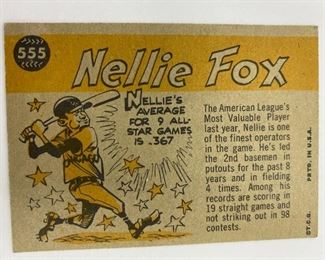 555
Nellie Fox
NELLIE'S
AVERAGE
FOR 9 ALL-
STAR GAMES
IS .367
CHICAGO
The American League's
Most Valuable Player
last year, Nellie is one
of the finest operators
in the game. He's led
the 2nd basemen in
putouts for the past 8
years and in fielding
4 times. Among his
records are scoring in
19 straight games and
not striking out in 98
contests.
©T.C.G. PRTD. IN U.S.A.